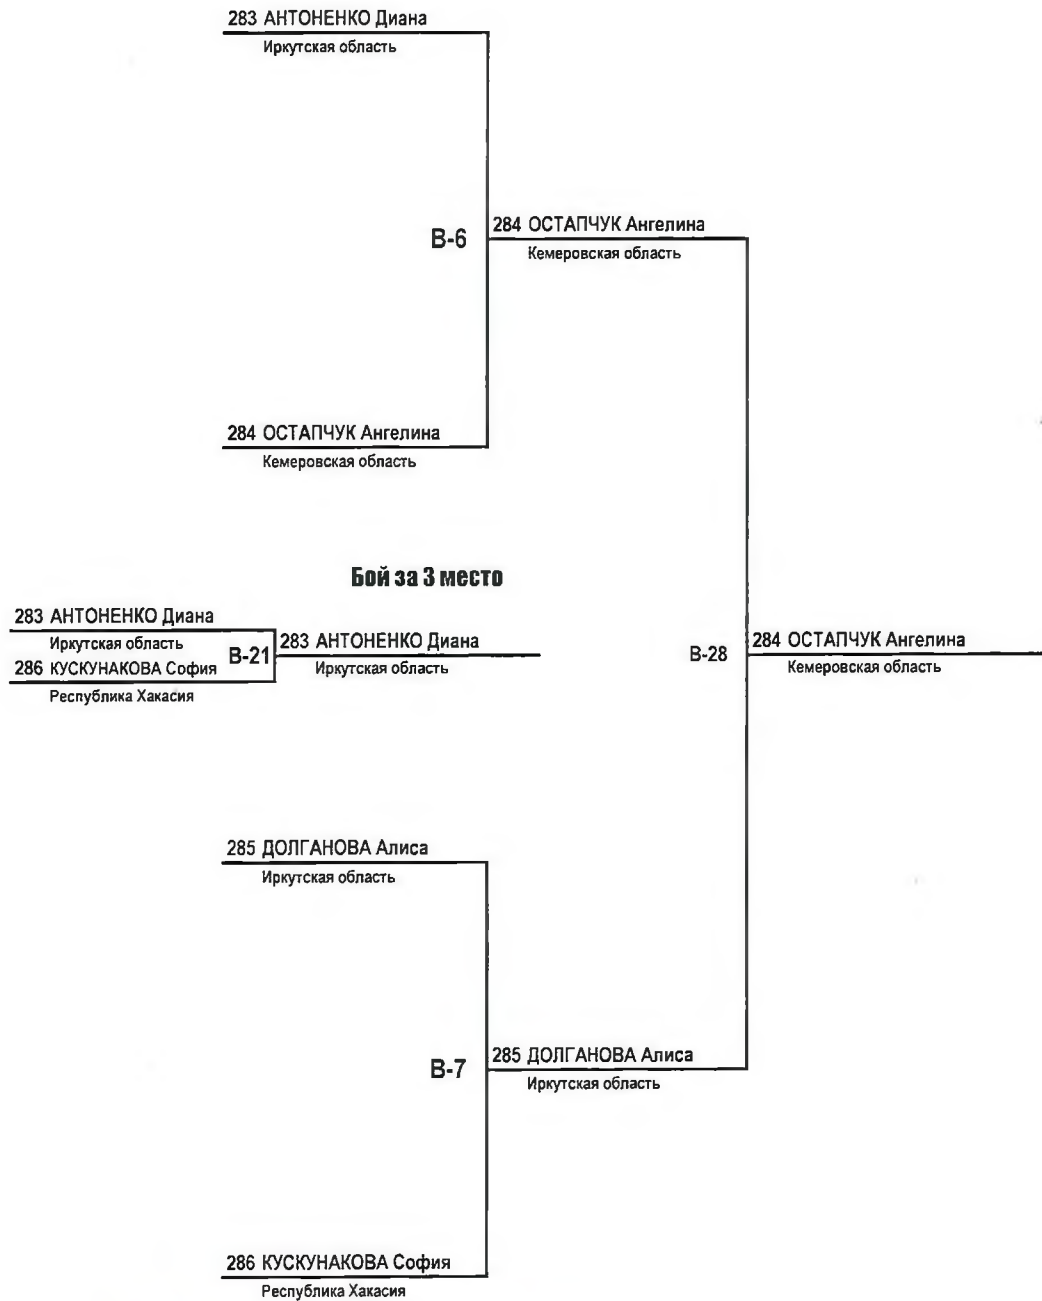 283 АНТОНЕНКО Диана
Иркутская область
В-6
284 ОСТАПЧУК Ангелина
Кемеровская область
284 ОСТАПЧУК Ангелина
Кемеровская область
Бой за 3 место
283 АНТОНЕНКО Диана
Иркутская область
286 КУСКУНАКОВА София
Республика Хакасия
В-21
283 АНТОНЕНКО Диана
Иркутская область
В-28
284 ОСТАПЧУК Ангелина
Кемеровская область
285 ДОЛГАНОВА Алиса
Иркутская область
В-7
285 ДОЛГАНОВА Алиса
Иркутская область
286 КУСКУНАКОВА София
Республика Хакасия